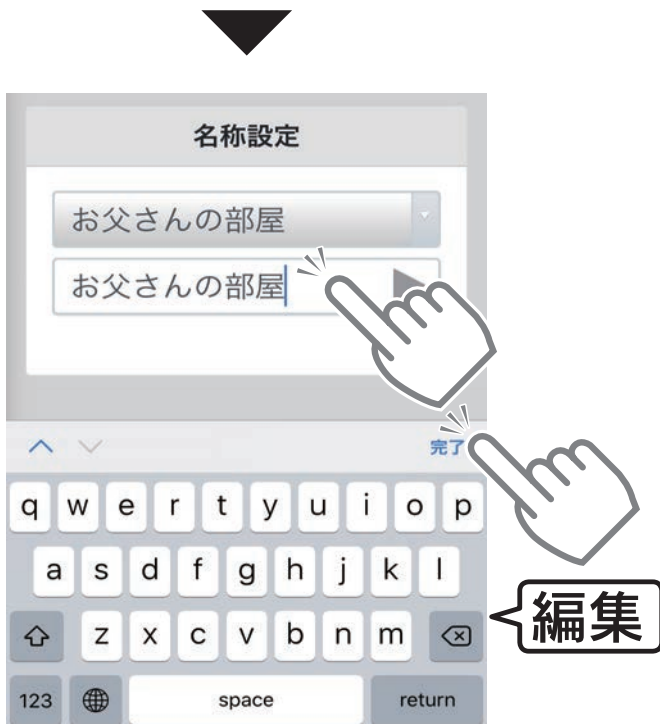 名称設定
お父さんの部屋
お父さんの部屋
完了
q w e r t y u i o p
a s d f g h j k l
z x c v b n m
編集
123 space return